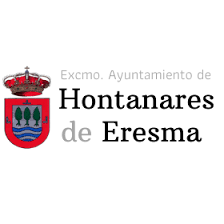 Excmo. Ayuntamiento de
Hontanares
de Eresma